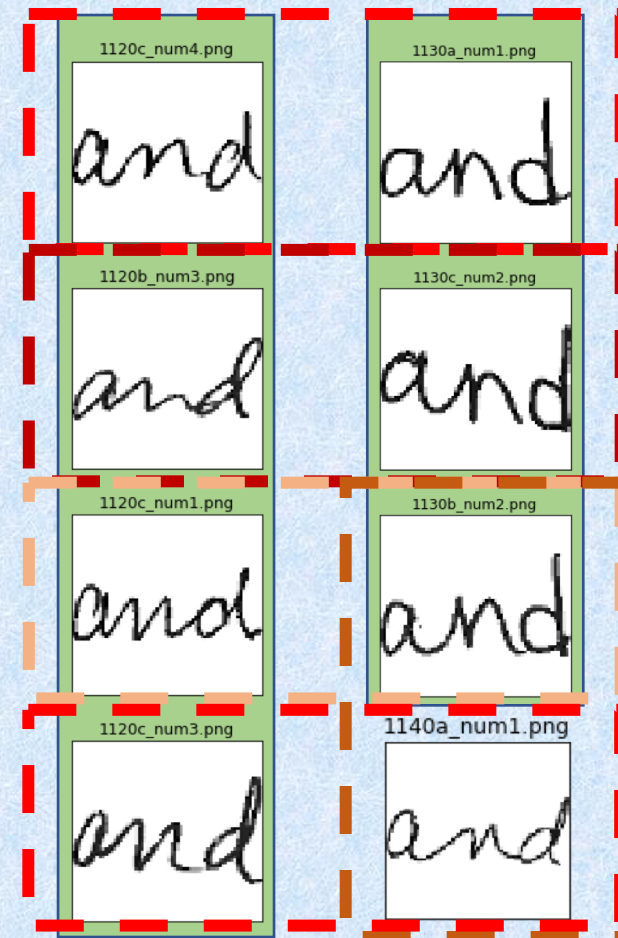 1120c_num4.png
and
1130a_num1.png
and
1120b_num3.png
and
1130c_num2.png
and
1120c_num1.png
and
1130b_num2.png
and
1120c_num3.png
and
1140a_num1.png
and